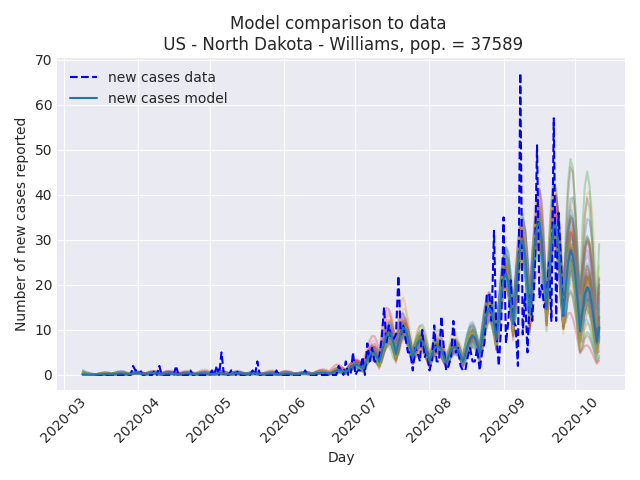 Model comparison to data
US - North Dakota - Williams, pop. = 37589
70
60
50
40
30
20
10
0
Number of new cases reported
new cases data
new cases model
2020-03
2020-04
2020-05
2020-06
2020-07
2020-08
2020-09
2020-10
Day